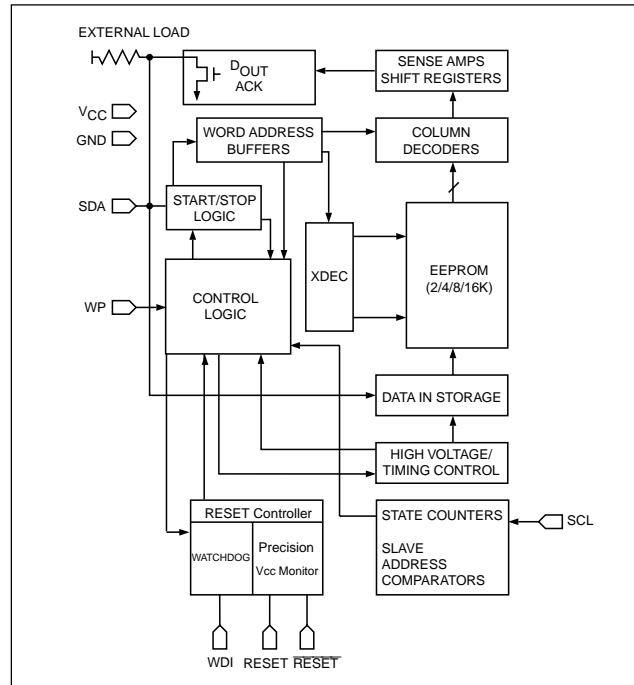 EXTERNAL LOAD
DOUT
ACK
SENSE AMPS
SHIFT REGISTERS
VCC
GND
WORD ADDRESS
BUFFERS
COLUMN
DECODERS
SDA
START/STOP
LOGIC
XDEC
EEPROM
(2/4/8/16K)
WP
CONTROL
LOGIC
DATA IN STORAGE
HIGH VOLTAGE/
TIMING CONTROL
RESET Controller
WATCHDOG
Precision
Vcc Monitor
STATE COUNTERS
SLAVE
ADDRESS
COMPARATORS
SCL
WDI
RESET
RESET